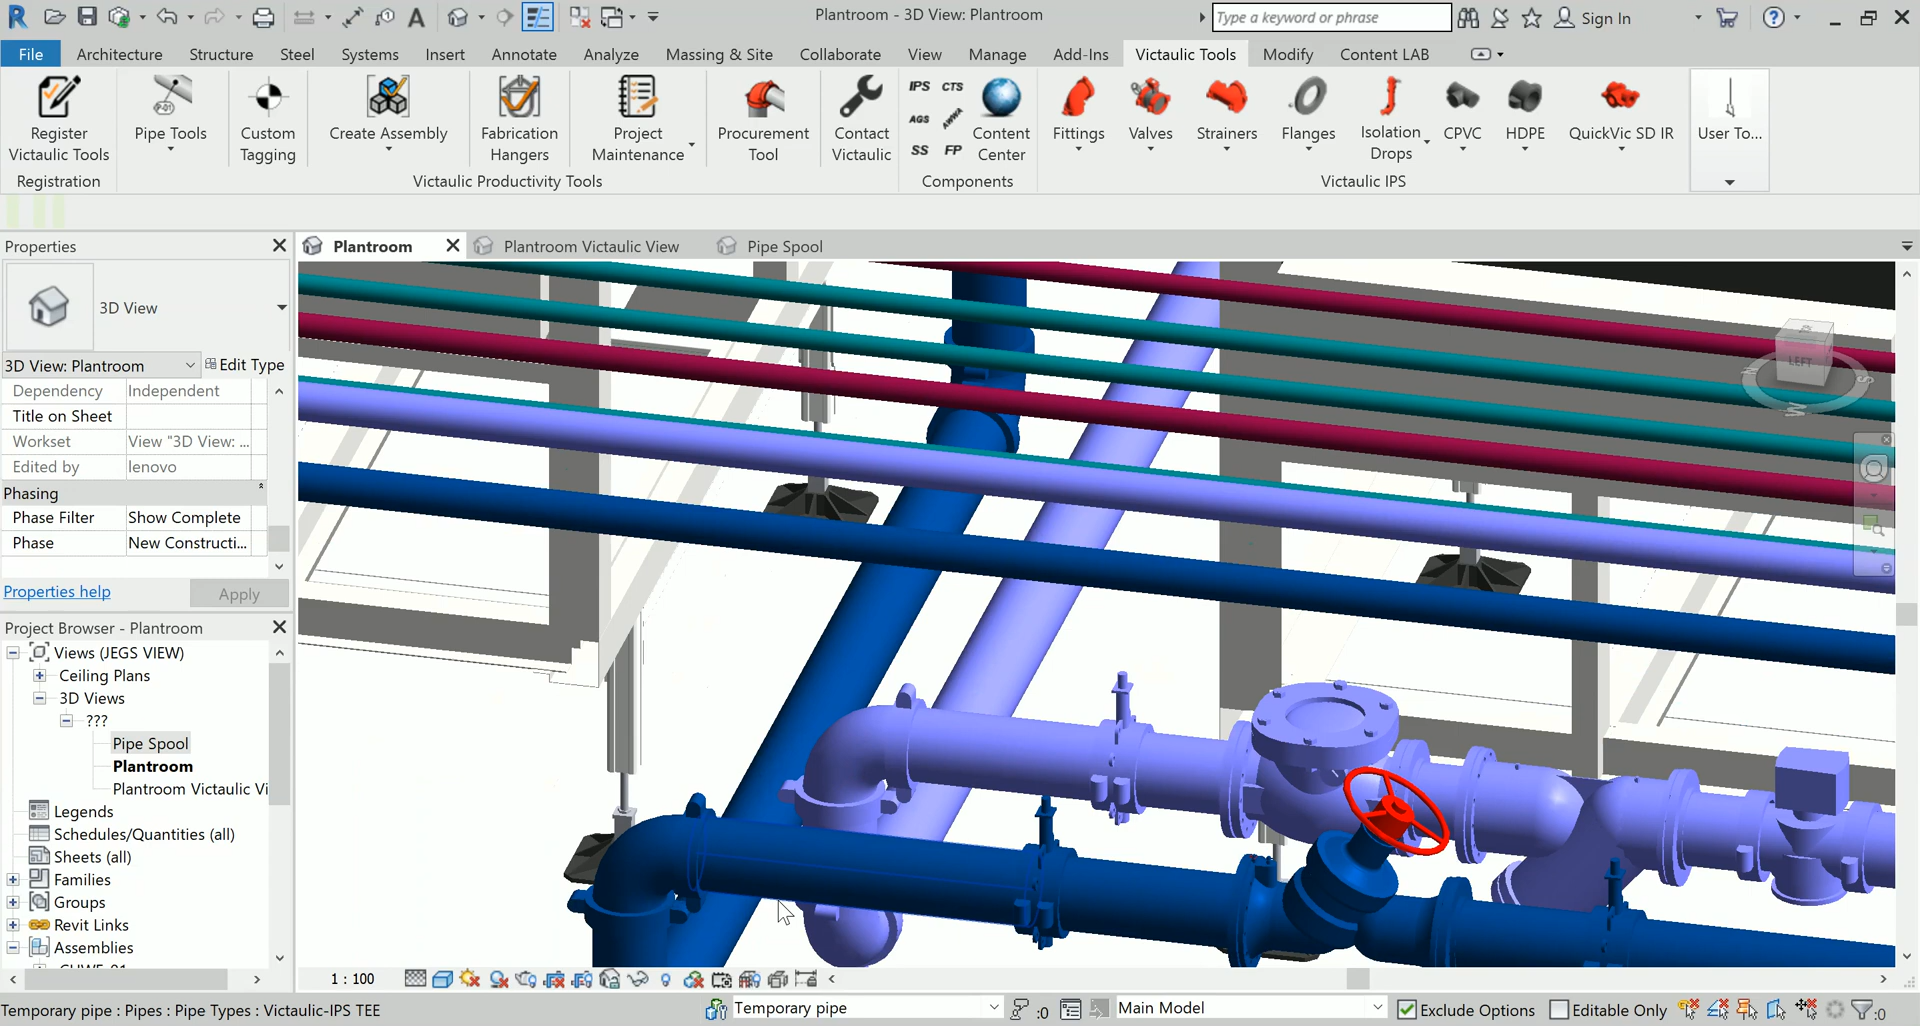 Plantroom - 3D View: Plantroom
Type a keyword or phrase
Sign In
File Architecture Structure Steel Systems Insert Annotate Analyze Massing & Site Collaborate View Manage Add-Ins Victaulic Tools Modify Content LAB
Register
Victaulic Tools
Pipe Tools
Custom
Tagging
Create Assembly
Fabrication
Hangers
Project
Maintenance
Procurement
Tool
Contact
Victaulic
IPS CTS
AGS
SS FP
Content
Center
Fittings
Valves
Strainers
Flanges
Isolation
Drops
CPVC
HDPE
QuickVic SD IR
User To...
Registration
Victaulic Productivity Tools
Components
Victaulic IPS
Properties
Plantroom
Plantroom Victaulic View
Pipe Spool
3D View
3D View: Plantroom
Edit Type
Dependency Independent
Title on Sheet
Workset View "3D View: ...
Edited by lenovo
Phasing
Phase Filter Show Complete
Phase New Constructi...
Properties help
Apply
LEFT
Project Browser - Plantroom
Views (JEGS VIEW)
Ceiling Plans
3D Views
???
Pipe Spool
Plantroom
Plantroom Victaulic Vi
Legends
Schedules/Quantities (all)
Sheets (all)
Families
Groups
Revit Links
Assemblies
1 : 100
Temporary pipe : Pipes : Pipe Types : Victaulic-IPS TEE
Temporary pipe
:0
Main Model
Exclude Options
Editable Only
:0